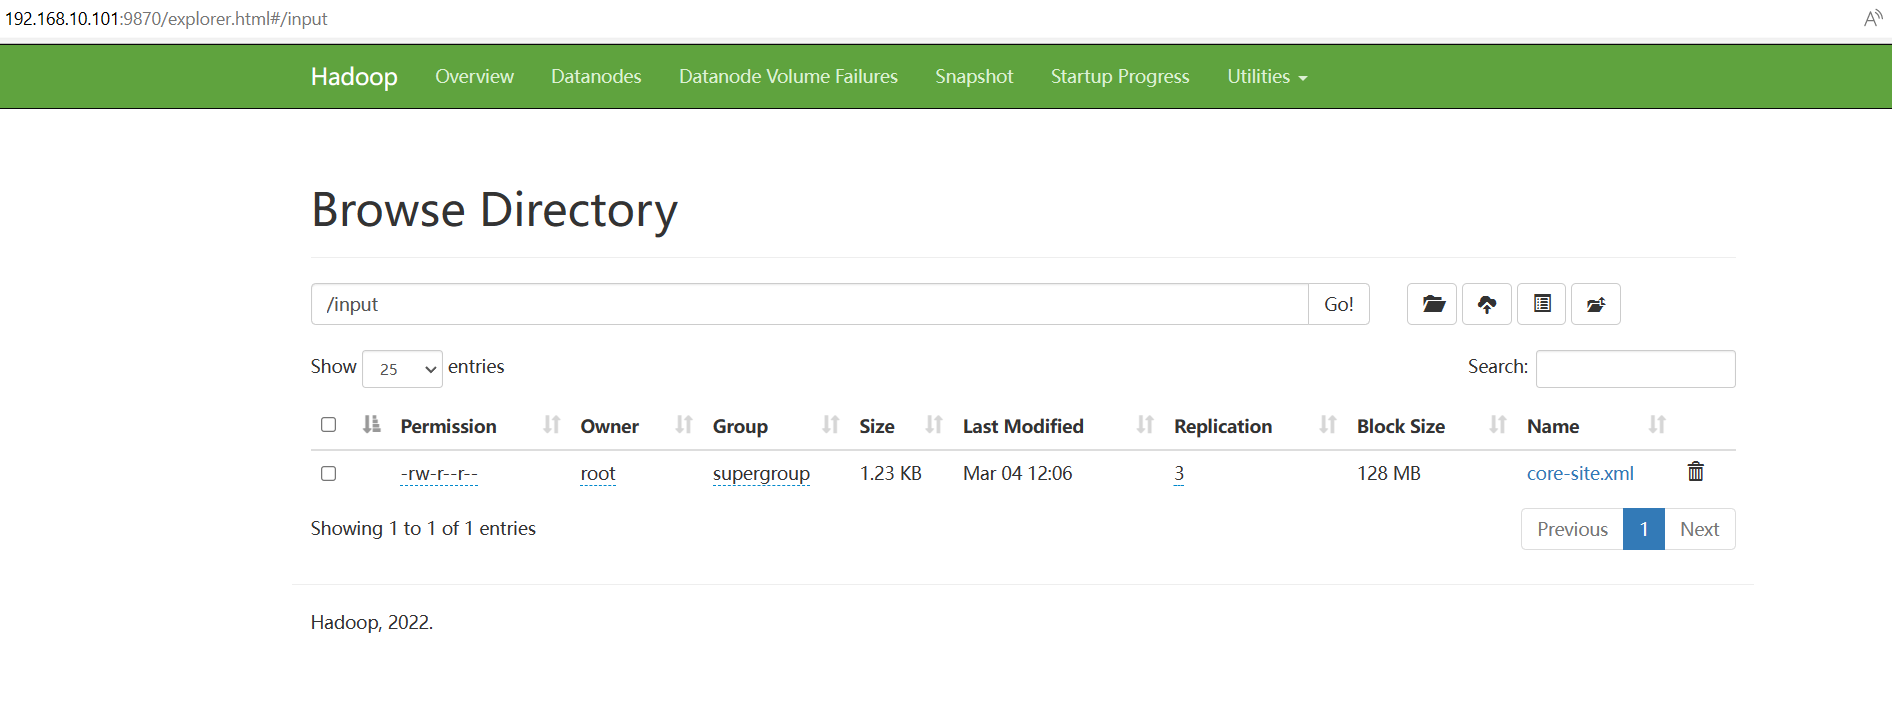 192.168.10.101:9870/explorer.html#/input
Hadoop Overview Datanodes Datanode Volume Failures Snapshot Startup Progress Utilities
Browse Directory
/input Go!
Show 25 entries Search:
Permission Owner Group Size Last Modified Replication Block Size Name
-rw-r--r-- root supergroup 1.23 KB Mar 04 12:06 3 128 MB core-site.xml
Showing 1 to 1 of 1 entries Previous 1 Next
Hadoop, 2022.